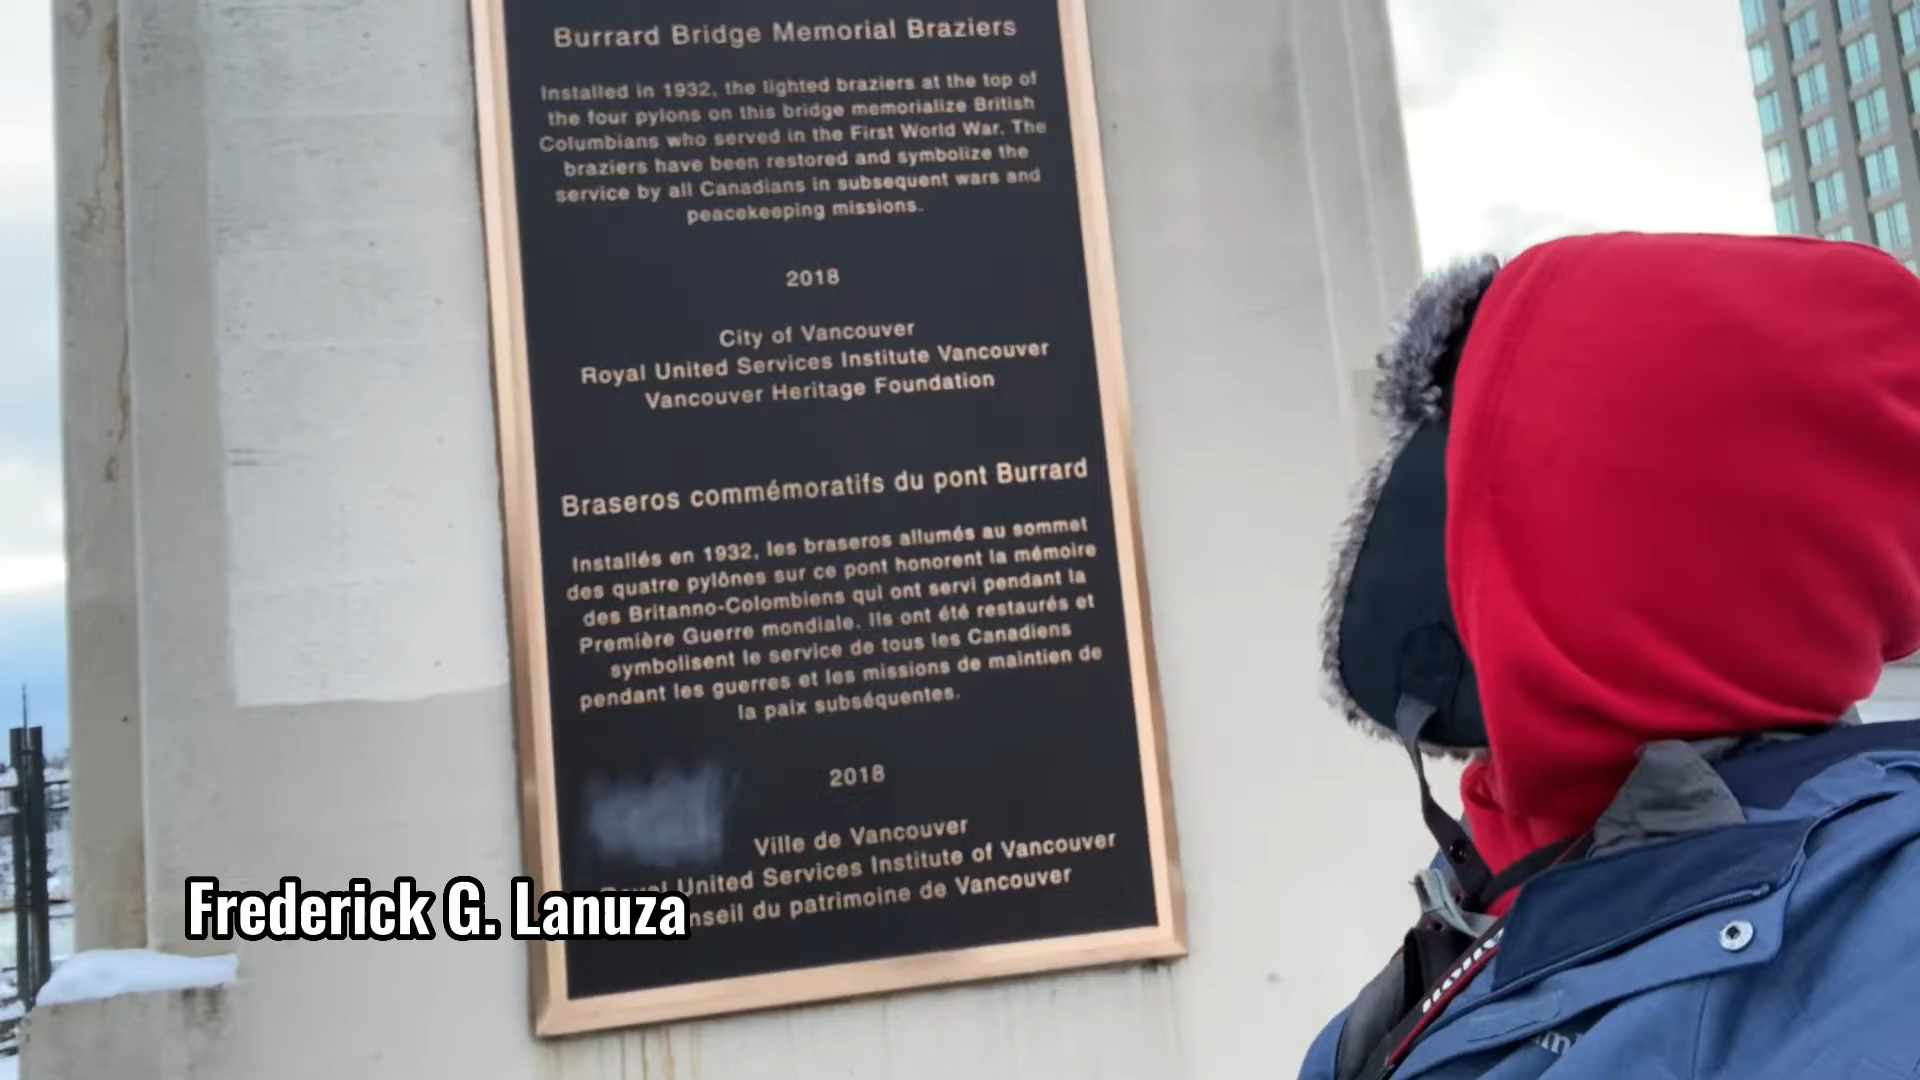 Burrard Bridge Memorial Braziers
Installed in 1932, the lighted braziers at the top of
the four pylons on this bridge memorialize British
Columbians who served in the First World War. The
braziers have been restored and symbolize the
service by all Canadians in subsequent wars and
peacekeeping missions.
2018
City of Vancouver
Royal United Services Institute Vancouver
Vancouver Heritage Foundation
Braseros commémoratifs du pont Burrard
Installés en 1932, les braseros allumés au sommet
des quatre pylônes sur ce pont honorent la mémoire
des Britanno-Colombiens qui ont servi pendant la
Première Guerre mondiale. Ils ont été restaurés et
symbolisent le service de tous les Canadiens
pendant les guerres et les missions de maintien de
la paix subséquentes.
2018
Ville de Vancouver
Royal United Services Institute of Vancouver
nseil du patrimoine de Vancouver
Frederick G. Lanuza